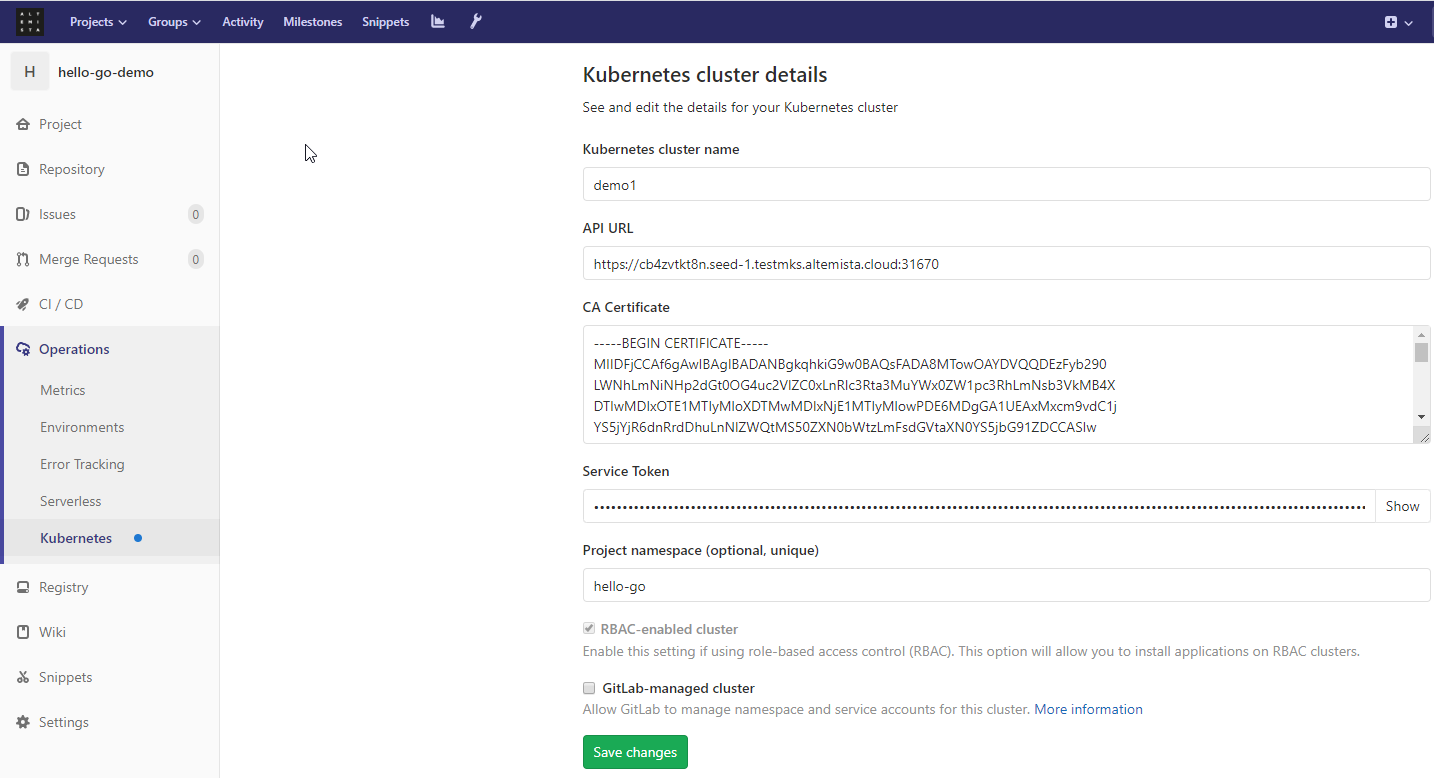 ALT
EMI
STA
Projects
Groups
Activity
Milestones
Snippets
H
hello-go-demo
Project
Repository
Issues
0
Merge Requests
0
CI / CD
Operations
Metrics
Environments
Error Tracking
Serverless
Kubernetes
Registry
Wiki
Snippets
Settings
Kubernetes cluster details
See and edit the details for your Kubernetes cluster
Kubernetes cluster name
demo1
API URL
https://cb4zvtkt8n.seed-1.testmks.altemista.cloud:31670
CA Certificate
-----BEGIN CERTIFICATE-----
MIIDFjCCAf6gAwIBAgIBADANBgkqhkiG9w0BAQsFADA8MTowOAYDVQQDEzFyb290
LWNhLmNiNHp2dGt0OG4uc2VlZC0xLnRlc3Rta3MuYWx0ZW1pc3RhLmNsb3VkMB4X
DTIwMDIxOTE1MTIyMloXDTMwMDIxNjE1MTIyMlowPDE6MDgGA1UEAxMxcm9vdC1j
YS5jYjR6dnRrdDhuLnNlZWQtMS50ZXN0bWtzLmFsdGVtaXN0YS5jbG91ZDCCASIw
Service Token
Show
Project namespace (optional, unique)
hello-go
RBAC-enabled cluster
Enable this setting if using role-based access control (RBAC). This option will allow you to install applications on RBAC clusters.
GitLab-managed cluster
Allow GitLab to manage namespace and service accounts for this cluster. More information
Save changes